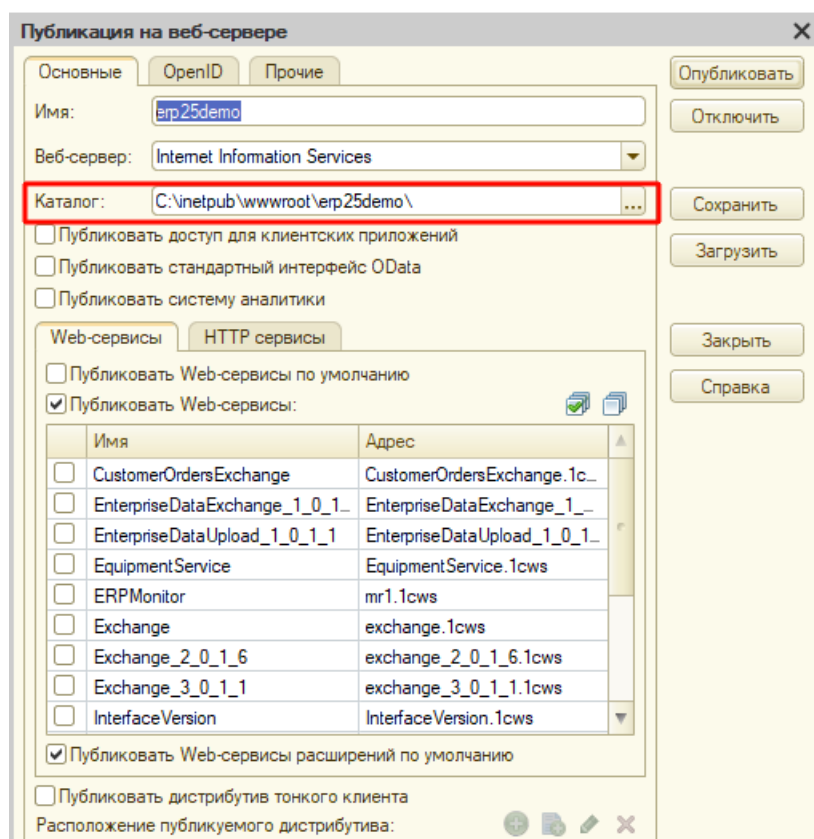 Публикация на веб-сервере
Основные OpenID Прочие
Опубликовать
Имя: erp25demo
Отключить
Веб-сервер: Internet Information Services
Каталог: C:\inetpub\wwwroot\erp25demo\ ...
Сохранить
Публиковать доступ для клиентских приложений
Загрузить
Публиковать стандартный интерфейс OData
Публиковать систему аналитики
Web-сервисы HTTP сервисы
Закрыть
Публиковать Web-сервисы по умолчанию
Справка
Публиковать Web-сервисы:
Имя Адрес
CustomerOrdersExchange CustomerOrdersExchange.1c...
EnterpriseDataExchange_1_0_1... EnterpriseDataExchange_1_...
EnterpriseDataUpload_1_0_1_1 EnterpriseDataUpload_1_0_1...
EquipmentService EquipmentService.1cws
ERPMonitor mr1.1cws
Exchange exchange.1cws
Exchange_2_0_1_6 exchange_2_0_1_6.1cws
Exchange_3_0_1_1 exchange_3_0_1_1.1cws
InterfaceVersion InterfaceVersion.1cws
Публиковать Web-сервисы расширений по умолчанию
Публиковать дистрибутив тонкого клиента
Расположение публикуемого дистрибутива: